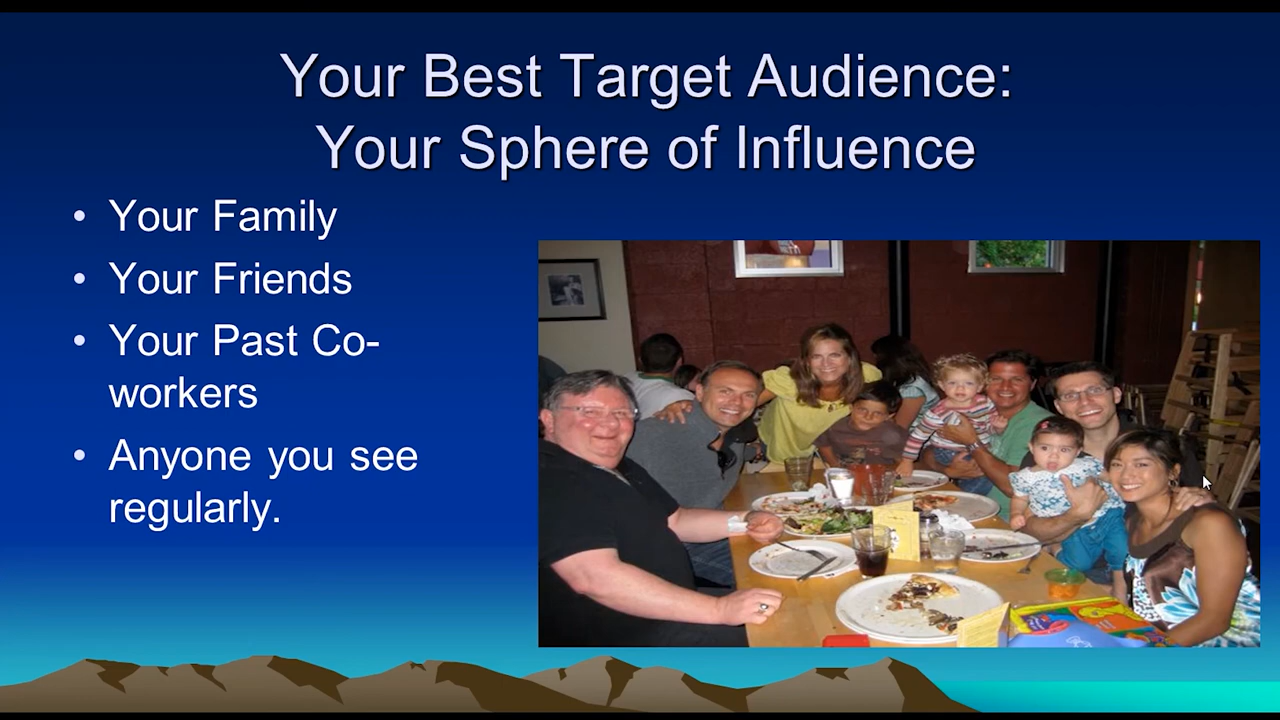 Your Best Target Audience:
Your Sphere of Influence
• Your Family
• Your Friends
• Your Past Co-
workers
• Anyone you see
regularly.